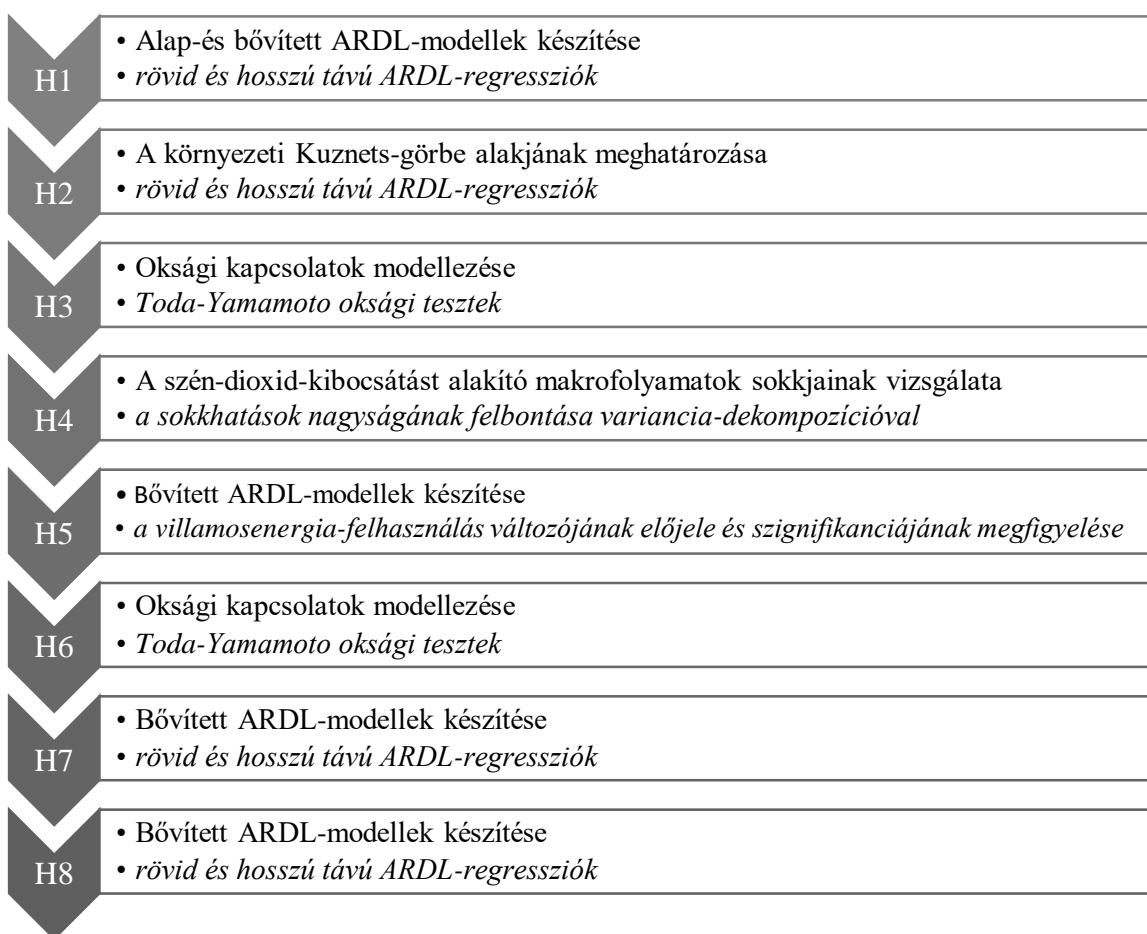 H1
• Alap-és bővített ARDL-modellek készítése
• rövid és hosszú távú ARDL-regressziók
H2
• A környezeti Kuznets-görbe alakjának meghatározása
• rövid és hosszú távú ARDL-regressziók
H3
• Oksági kapcsolatok modellezése
• Toda-Yamamoto oksági tesztek
H4
• A szén-dioxid-kibocsátást alakító makrofolyamatok sokkjainak vizsgálata
• a sokkhatások nagyságának felbontása variancia-dekompozícióval
H5
• Bővített ARDL-modellek készítése
• a villamosenergia-felhasználás változójának előjele és szignifikanciájának megfigyelése
H6
• Oksági kapcsolatok modellezése
• Toda-Yamamoto oksági tesztek
H7
• Bővített ARDL-modellek készítése
• rövid és hosszú távú ARDL-regressziók
H8
• Bővített ARDL-modellek készítése
• rövid és hosszú távú ARDL-regressziók